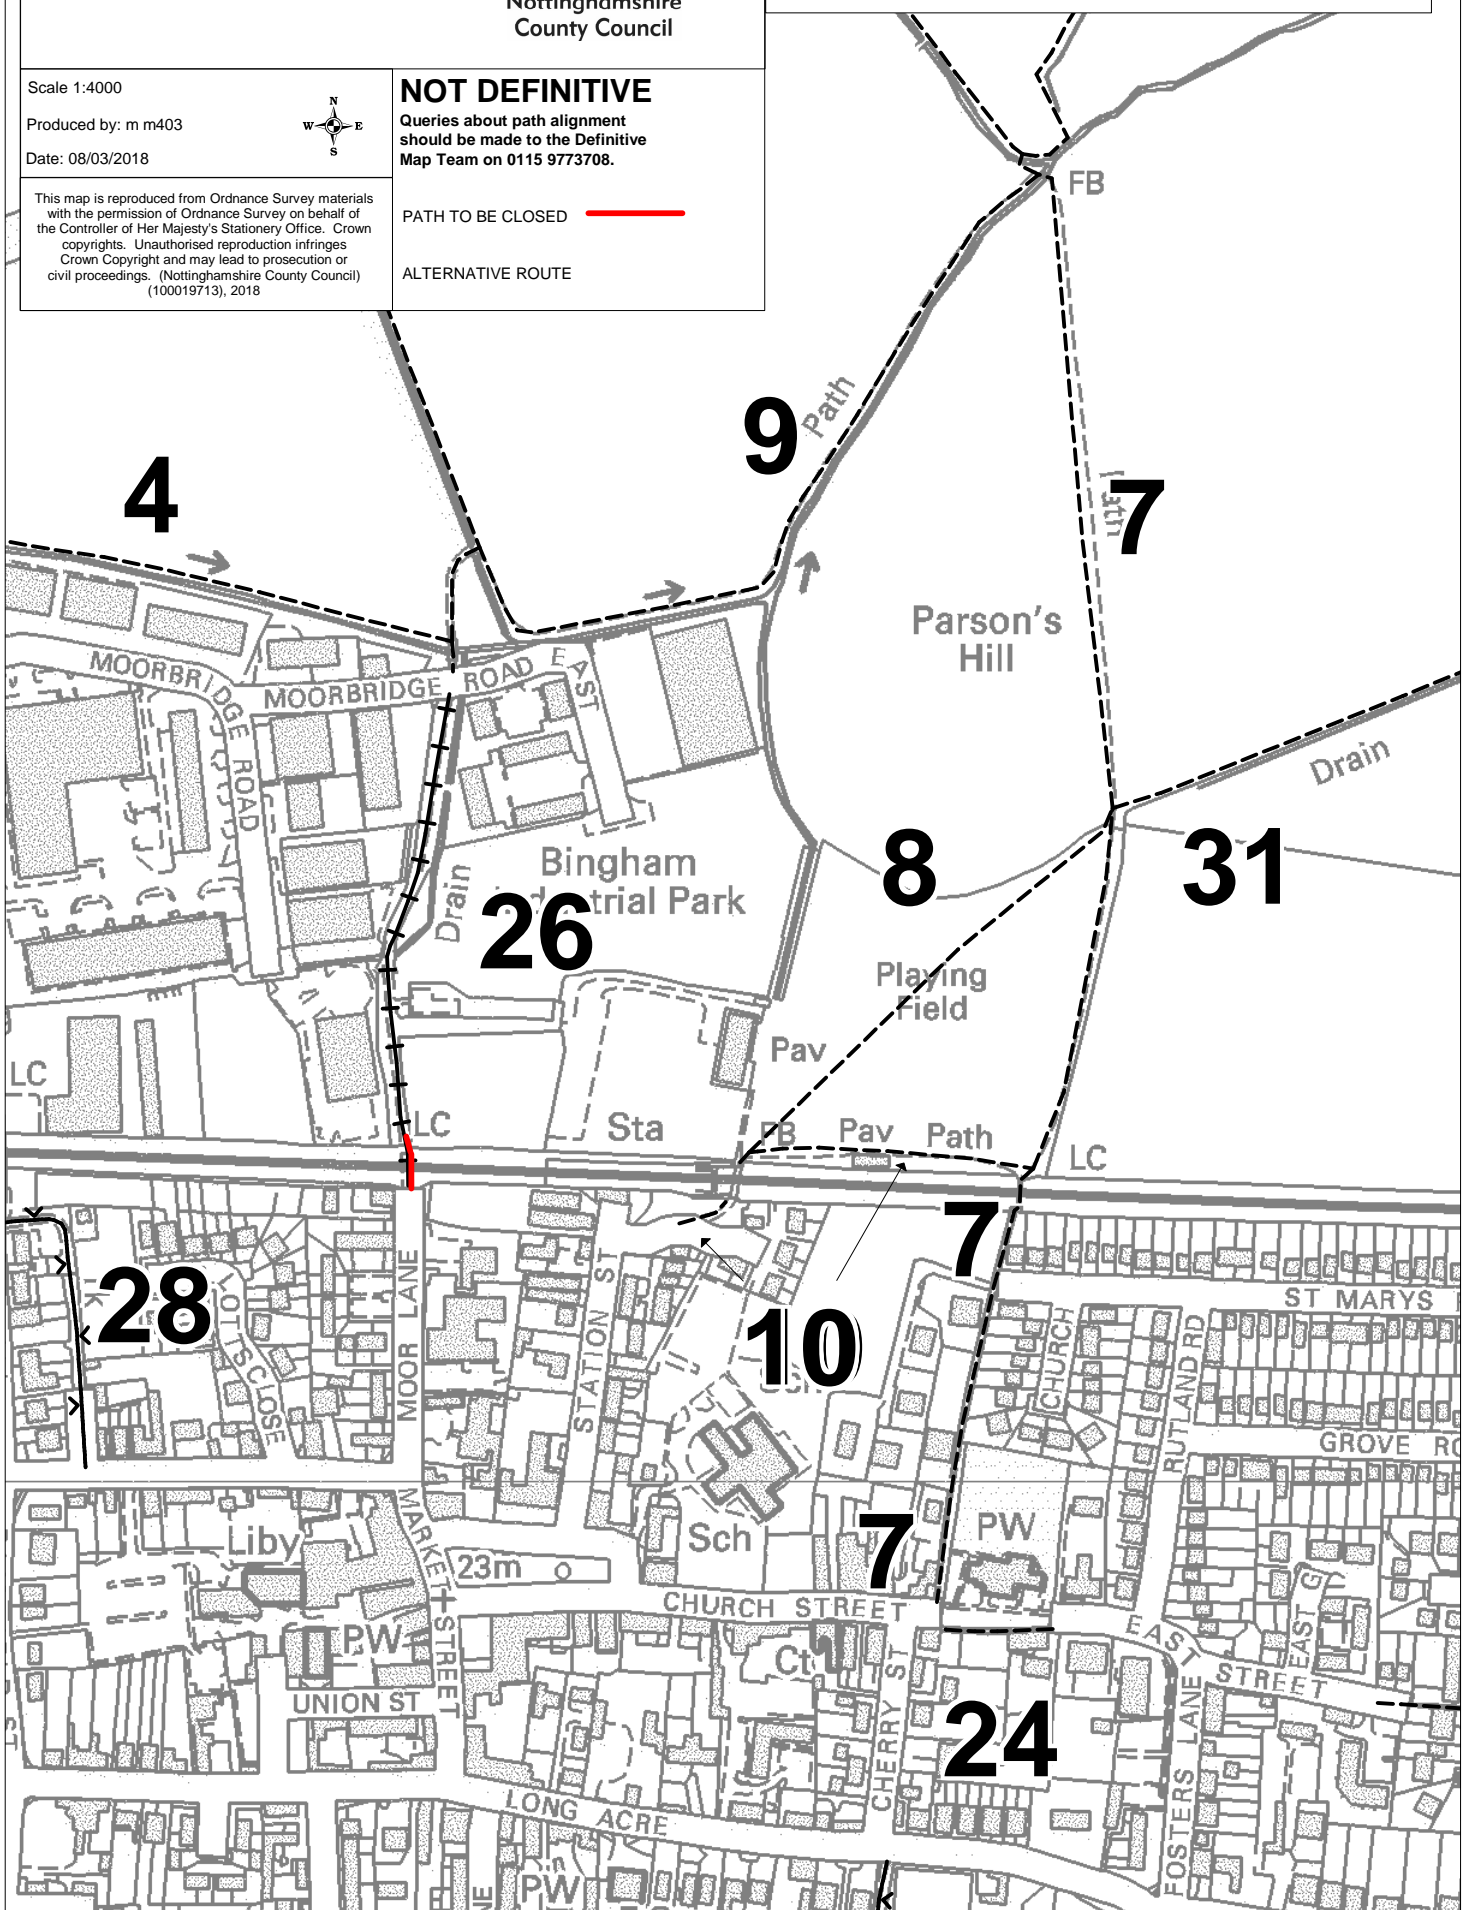 Nottinghamshire
County Council
Scale 1:4000
Produced by: m m403
Date: 08/03/2018
N
W E
S
NOT DEFINITIVE
Queries about path alignment
should be made to the Definitive
Map Team on 0115 9773708.
This map is reproduced from Ordnance Survey materials
with the permission of Ordnance Survey on behalf of
the Controller of Her Majesty's Stationery Office. Crown
copyrights. Unauthorised reproduction infringes
Crown Copyright and may lead to prosecution or
civil proceedings. (Nottinghamshire County Council)
(100019713), 2018
PATH TO BE CLOSED
ALTERNATIVE ROUTE
FB
9
Path
4
7
Path
Parson's
Hill
MOORBRIDGE ROAD
MOORBRIDGE ROAD EAST
Drain
8
31
Bingham
Industrial Park
26
Drain
Playing
Field
Pav
LC
LC
Sta
FB
Pav
Path
LC
7
28
LOTTS CLOSE
MOOR LANE
STATION ST
10
Sch
CHURCH
RUTLAND RD
ST MARYS
GROVE
Liby
MARKET STREET
23m
Sch
7
PW
CHURCH STREET
PW
UNION ST
Ct
CHERRY ST
EAST STREET
EAST
24
FOSTERS LANE
LONG ACRE
PW